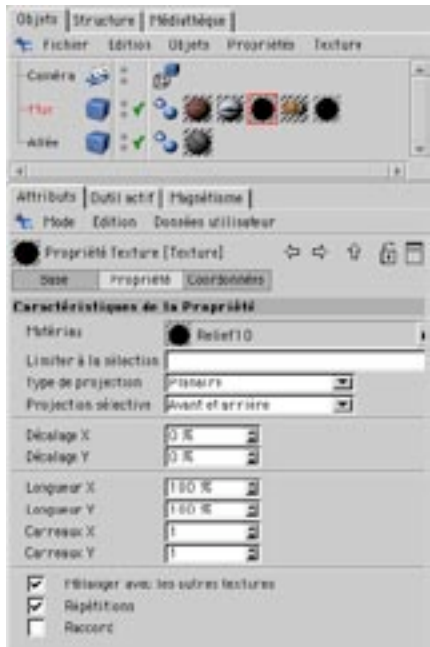 Objets Structure Médiathèque
Fichier Edition Objets Propriétés Texture
Caméra
Mur
Allée
Attributs Outil actif Magnétisme
Mode Edition Données utilisateur
Propriété Texture [Texture]
Base Propriété Coordonnées
Caractéristiques de la Propriété
Matériau Relief10
Limiter à la sélection
Type de projection Planaire
Projection sélective Avant et arrière
Décalage X 0 %
Décalage Y 0 %
Longueur X 100 %
Longueur Y 100 %
Carreaux X 1
Carreaux Y 1
Mélanger avec les autres textures
Répétitions
Raccord